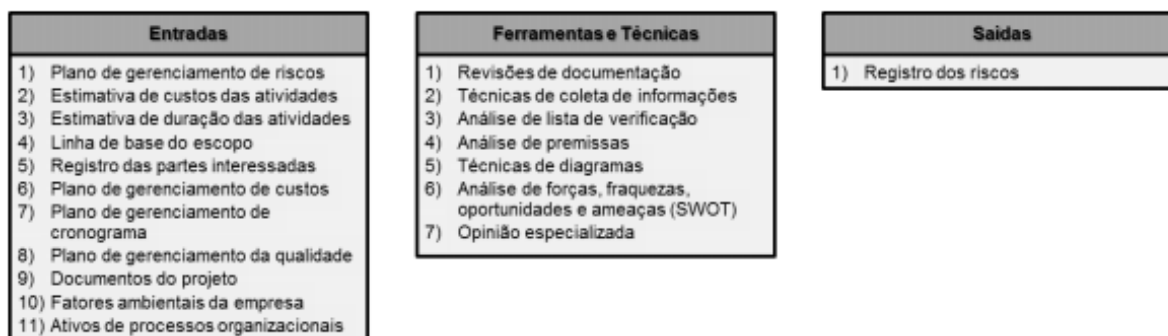 Entradas
1) Plano de gerenciamento de riscos
2) Estimativa de custos das atividades
3) Estimativa de duração das atividades
4) Linha de base do escopo
5) Registro das partes interessadas
6) Plano de gerenciamento de custos
7) Plano de gerenciamento de
cronograma
8) Plano de gerenciamento da qualidade
9) Documentos do projeto
10) Fatores ambientais da empresa
11) Ativos de processos organizacionais
Ferramentas e Técnicas
1) Revisões de documentação
2) Técnicas de coleta de informações
3) Análise de lista de verificação
4) Análise de premissas
5) Técnicas de diagramas
6) Análise de forças, fraquezas,
oportunidades e ameaças (SWOT)
7) Opinião especializada
Saídas
1) Registro dos riscos